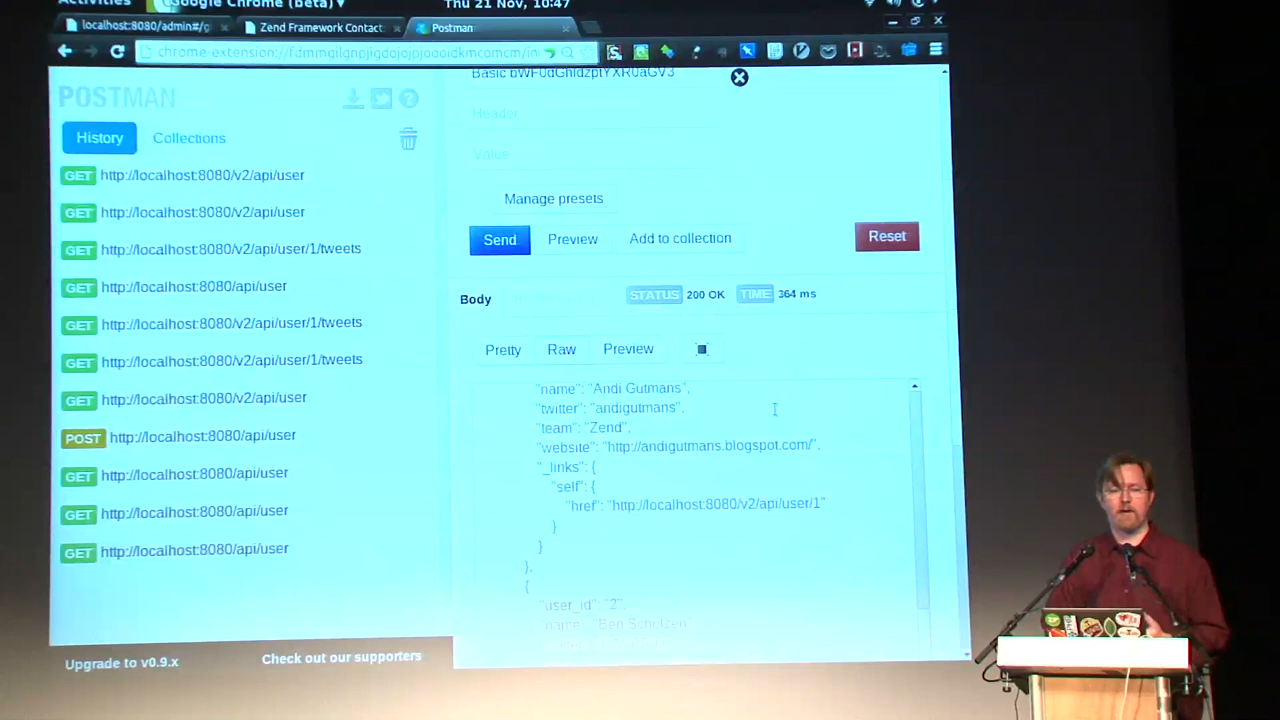 Activities
Google Chrome (beta)
Thu 21 Nov, 10:47
localhost:8080/admin#/g
Zend Framework Contact
Postman
Basic bWF0dGhldzptYXR0aGV3
POSTMAN
Header
History
Collections
Value
GET http://localhost:8080/v2/api/user
Manage presets
GET http://localhost:8080/v2/api/user
Send
Preview
Add to collection
Reset
GET http://localhost:8080/v2/api/user/1/tweets
GET http://localhost:8080/api/user
Body
STATUS 200 OK
TIME 364 ms
GET http://localhost:8080/v2/api/user/1/tweets
Pretty
Raw
Preview
GET http://localhost:8080/v2/api/user/1/tweets
GET http://localhost:8080/v2/api/user
POST http://localhost:8080/api/user
GET http://localhost:8080/api/user
GET http://localhost:8080/api/user
GET http://localhost:8080/api/user
"name": "Andi Gutmans",
"twitter": "andigutmans",
"team": "Zend",
"website": "http://andigutmans.blogspot.com/",
"_links": {
"self": {
"href": "http://localhost:8080/v2/api/user/1"
}
}
},
{
"user_id": "2",
"name": "Ben Scholzen"
Upgrade to v0.9.x
Check out our supporters